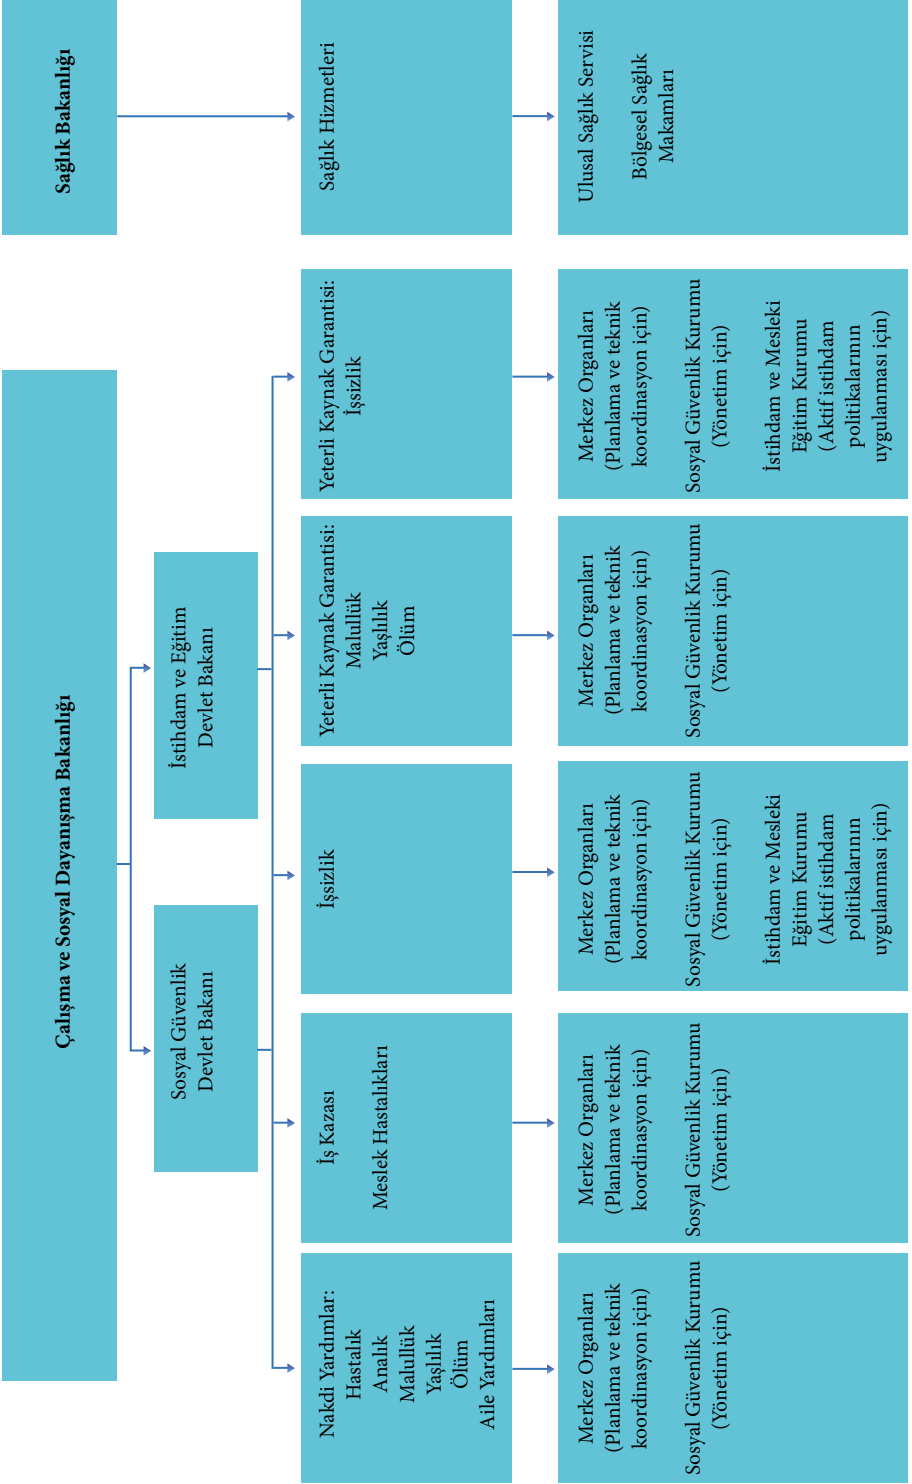 Çalışma ve Sosyal Dayanışma Bakanlığı
Sağlık Bakanlığı
Sosyal Güvenlik
Devlet Bakanı
İstihdam ve Eğitim
Devlet Bakanı
Nakdi Yardımlar:
Hastalık
Analık
Malullük
Yaşlılık
Ölüm
Aile Yardımları
İş Kazası
Meslek Hastalıkları
İşsizlik
Yeterli Kaynak Garantisi:
Malullük
Yaşlılık
Ölüm
Yeterli Kaynak Garantisi:
İşsizlik
Sağlık Hizmetleri
Merkez Organları
(Planlama ve teknik
koordinasyon için)
Sosyal Güvenlik Kurumu
(Yönetim için)
Merkez Organları
(Planlama ve teknik
koordinasyon için)
Sosyal Güvenlik Kurumu
(Yönetim için)
Merkez Organları
(Planlama ve teknik
koordinasyon için)
Sosyal Güvenlik Kurumu
(Yönetim için)
İstihdam ve Mesleki
Eğitim Kurumu
(Aktif istihdam
politikalarının
uygulanması için)
Merkez Organları
(Planlama ve teknik
koordinasyon için)
Sosyal Güvenlik Kurumu
(Yönetim için)
Merkez Organları
(Planlama ve teknik
koordinasyon için)
Sosyal Güvenlik Kurumu
(Yönetim için)
İstihdam ve Mesleki
Eğitim Kurumu
(Aktif istihdam
politikalarının
uygulanması için)
Ulusal Sağlık Servisi
Bölgesel Sağlık
Makamları